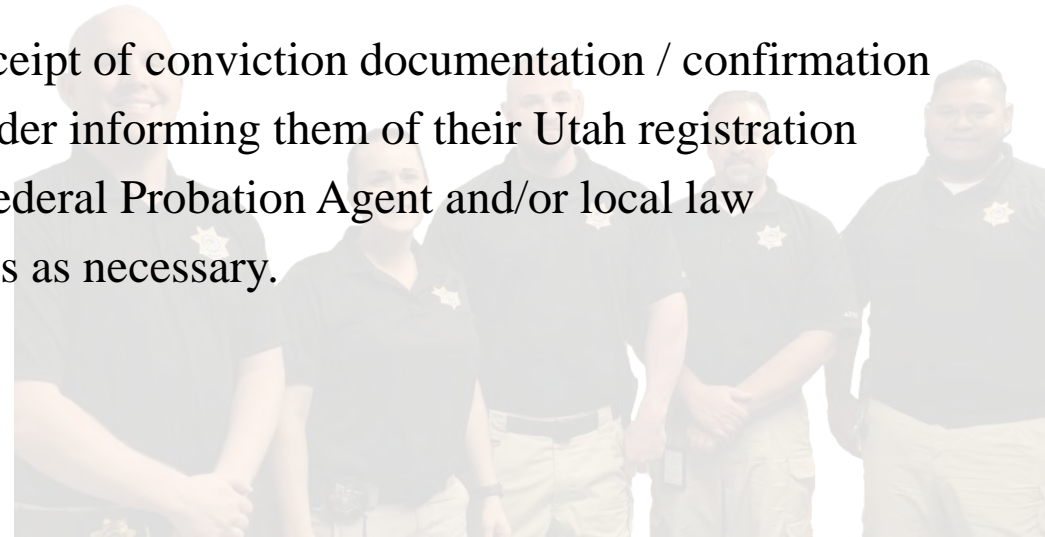 ceipt of conviction documentation / confirmation
der informing them of their Utah registration
ederal Probation Agent and/or local law
s as necessary.